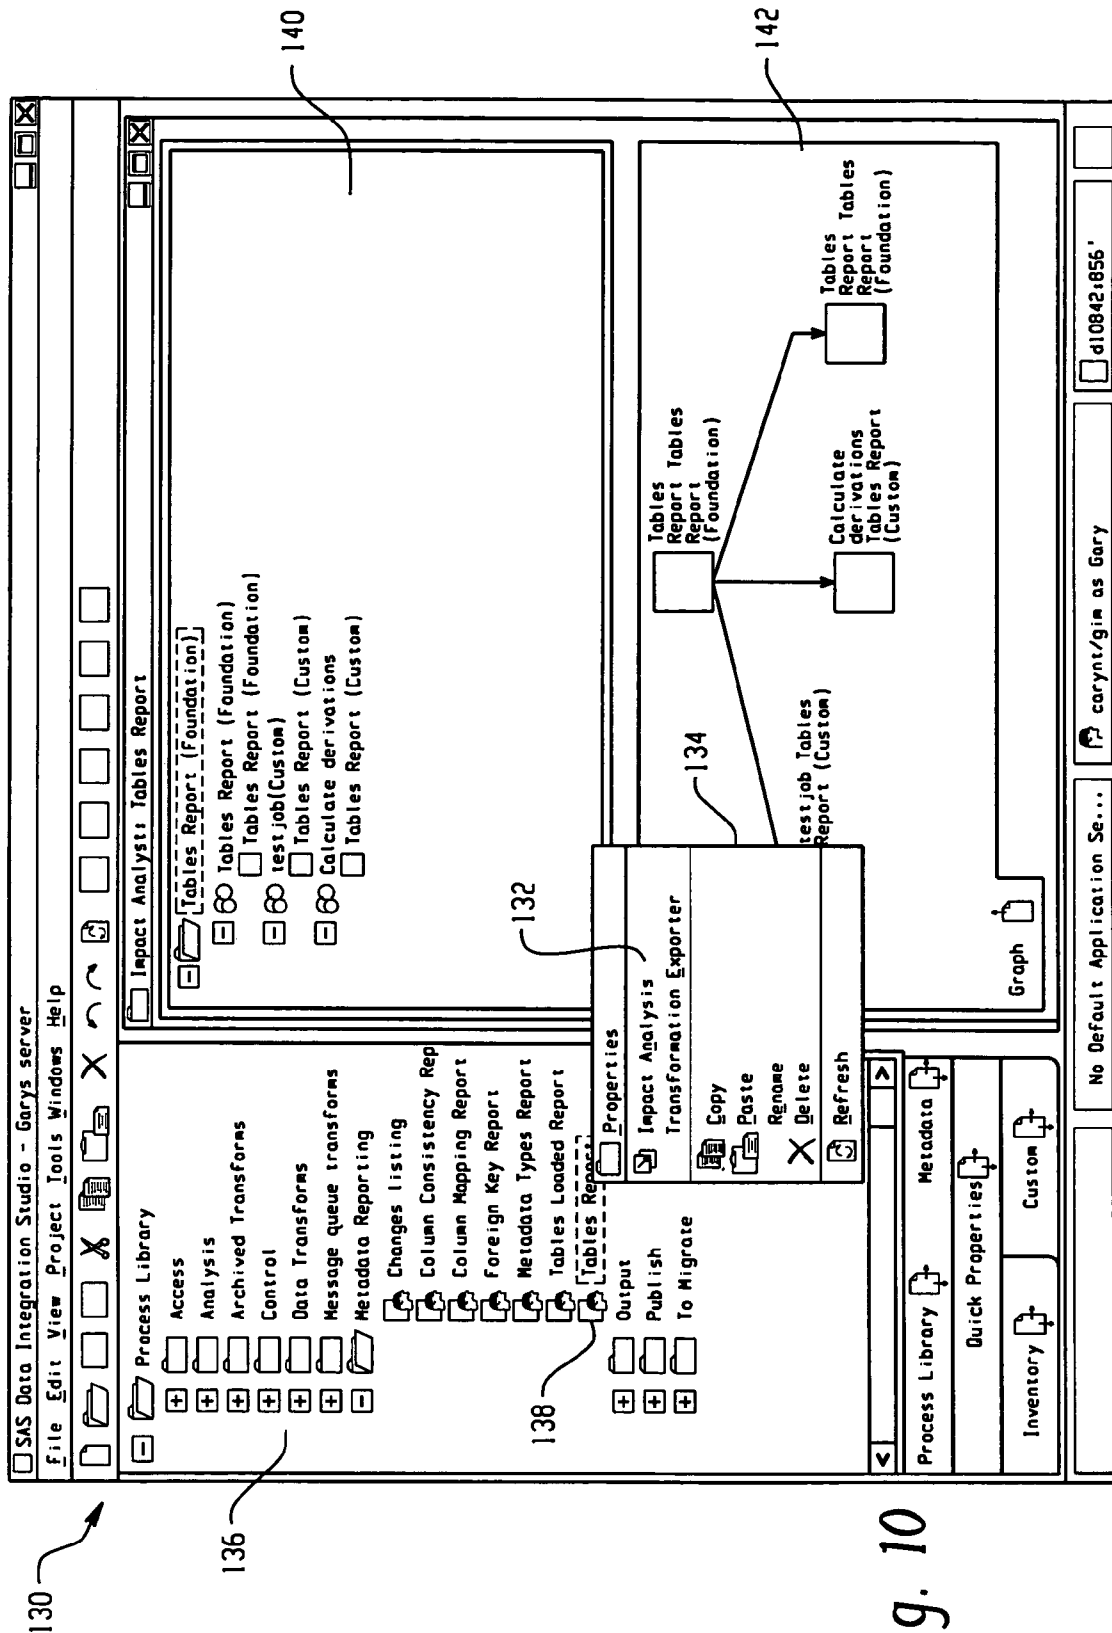 130
SAS Data Integration Studio - Garys server
File Edit View Project Tools Windows Help
136
Process Library
Access
Analysis
Archived Transforms
Control
Data Transforms
Message queue transforms
Metadata Reporting
Changes listing
Column Consistency Rep
Column Mapping Report
Foreign Key Report
Metadata Types Report
Tables Loaded Report
Tables Report
138
Output
Publish
To Migrate
< >
Process Library
Metadata
Quick Properties
Inventory
Custom
Properties
Impact Analysis
Transformation Exporter
Copy
Paste
Rename
Delete
Refresh
132
134
Impact Analyst: Tables Report
Tables Report (Foundation)
Tables Report (Foundation)
Tables Report (Foundation)
testjob(Custom)
Tables Report (Custom)
Calculate derivations
Tables Report (Custom)
140
Tables
Report Tables
Report
(Foundation)
testjob Tables
Report (Custom)
Calculate
derivations
Tables Report
(Custom)
Tables
Report Tables
Report
(Foundation)
142
Graph
No Default Application Se...
carynt/gim as Gary
d10842:856'
g. 10